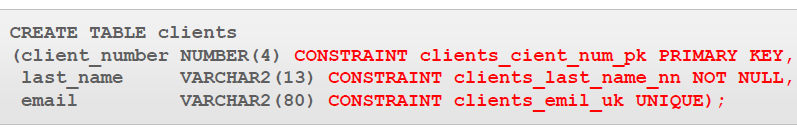 CREATE TABLE clients
(client_number NUMBER(4) CONSTRAINT clients_cient_num_pk PRIMARY KEY,
last_name VARCHAR2(13) CONSTRAINT clients_last_name_nn NOT NULL,
email VARCHAR2(80) CONSTRAINT clients_emil_uk UNIQUE);